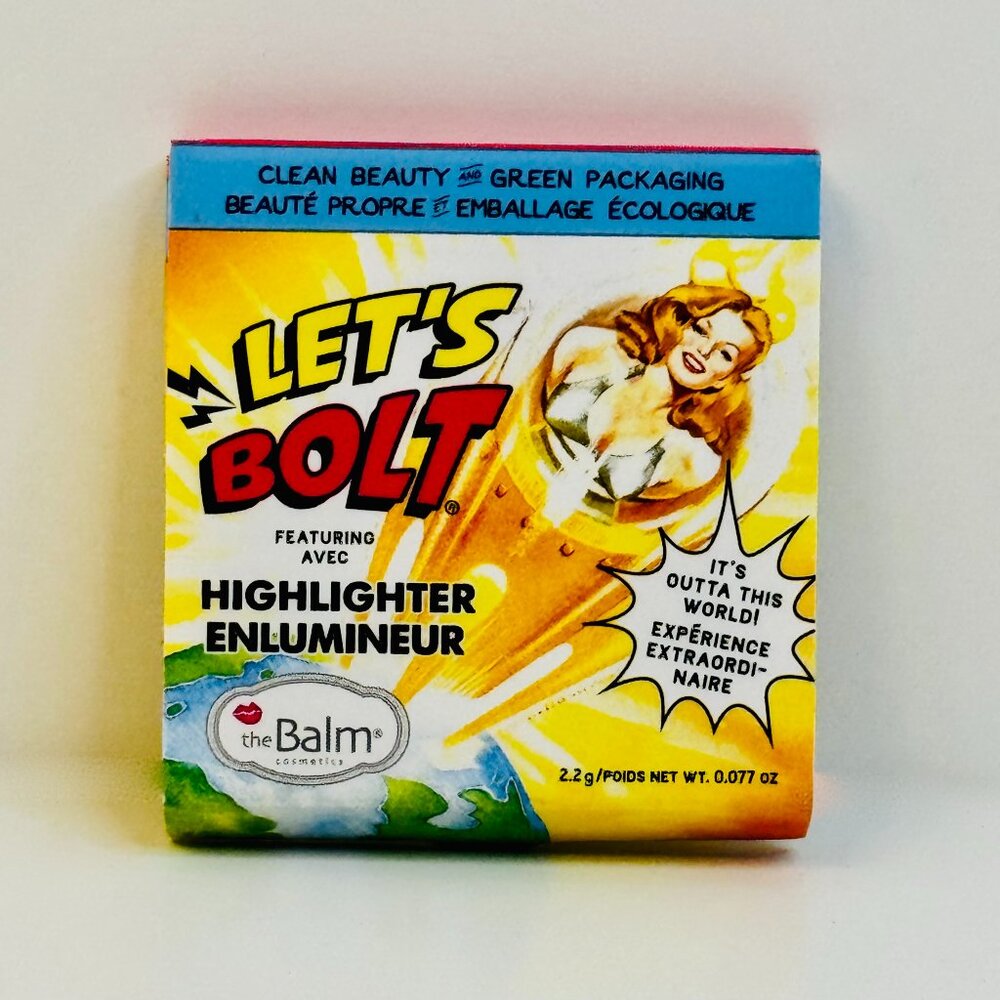 CLEAN BEAUTY AND GREEN PACKAGING
BEAUTÉ PROPRE ET EMBALLAGE ÉCOLOGIQUE
LET'S
BOLT®
FEATURING
AVEC
HIGHLIGHTER
ENLUMINEUR
IT'S
OUTTA THIS
WORLD!
EXPÉRIENCE
EXTRAORDI-
NAIRE
theBalm®
cosmetics
2.2 g/POIDS NET WT. 0.077 OZ